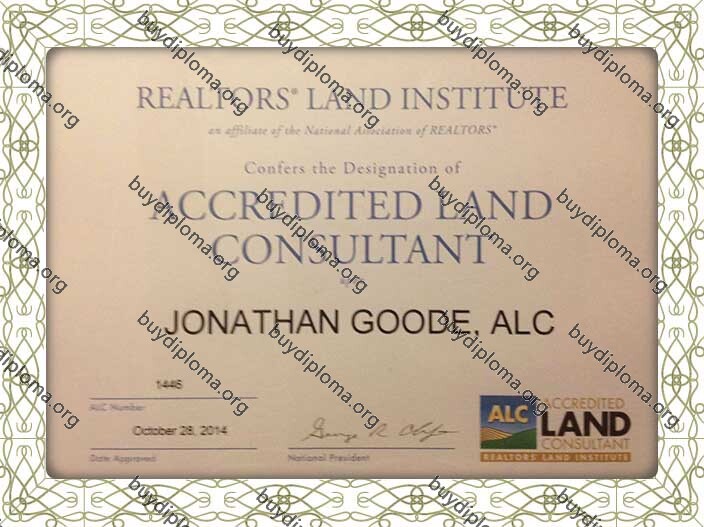 REALTORS® LAND INSTITUTE
an affiliate of the National Association of REALTORS®
Confers the Designation of
ACCREDITED LAND
CONSULTANT
JONATHAN GOODE, ALC
1446
ALC Number
October 28, 2014
Date Approved
National President
ALC
ACCREDITED
LAND
CONSULTANT
REALTORS® LAND INSTITUTE
buydiploma.org